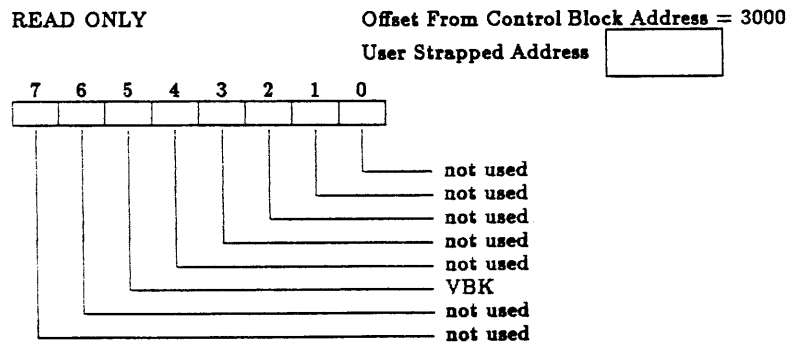 READ ONLY
Offset From Control Block Address = 3000
User Strapped Address
7 6 5 4 3 2 1 0
not used
not used
not used
not used
not used
VBK
not used
not used